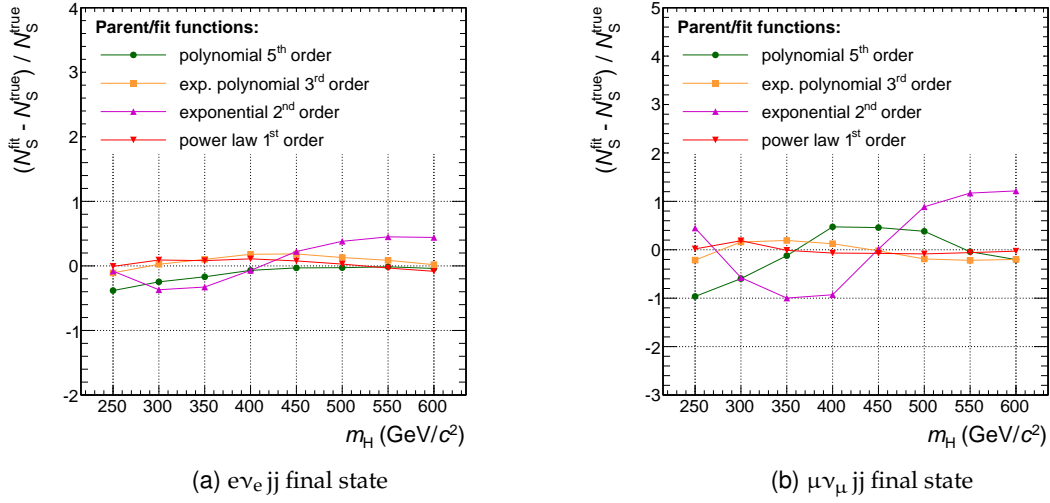 (N_S^fit - N_S^true) / N_S^true
4
3
2
1
0
-1
-2
Parent/fit functions:
polynomial 5th order
exp. polynomial 3rd order
exponential 2nd order
power law 1st order
250 300 350 400 450 500 550 600
m_H (GeV/c²)
(a) eν_e jj final state
(N_S^fit - N_S^true) / N_S^true
5
4
3
2
1
0
-1
-2
-3
Parent/fit functions:
polynomial 5th order
exp. polynomial 3rd order
exponential 2nd order
power law 1st order
250 300 350 400 450 500 550 600
m_H (GeV/c²)
(b) μν_μ jj final state